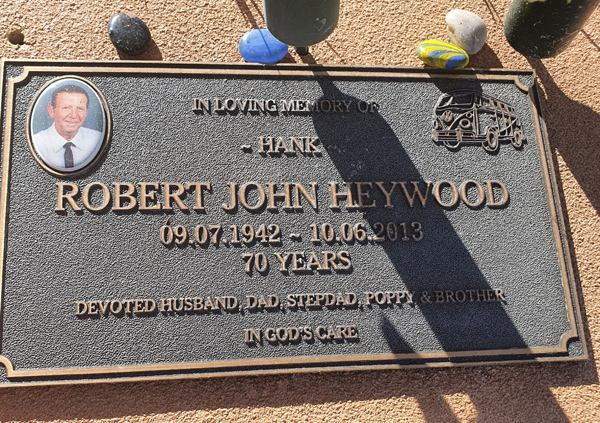 IN LOVING MEMORY OF
~ HANK ~
ROBERT JOHN HEYWOOD
09.07.1942 ~ 10.06.2013
70 YEARS
DEVOTED HUSBAND, DAD, STEPDAD, POPPY, & BROTHER
IN GOD'S CARE